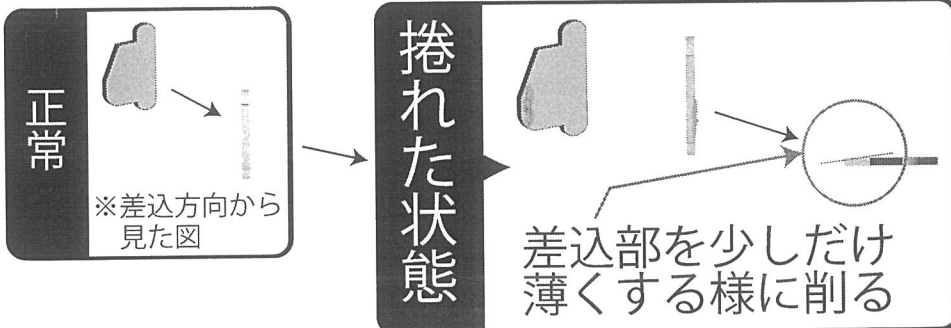 正常
※差込方向から
見た図
捲れた状態
差込部を少しだけ
薄くする様に削る